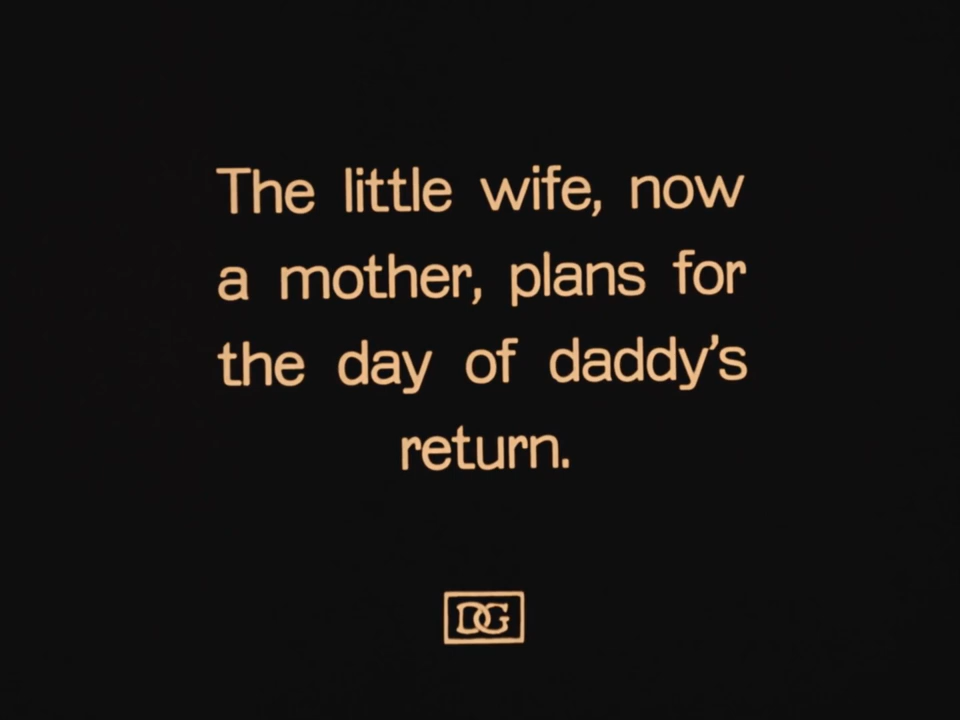 The little wife, now
a mother, plans for
the day of daddy’s
return.
DG